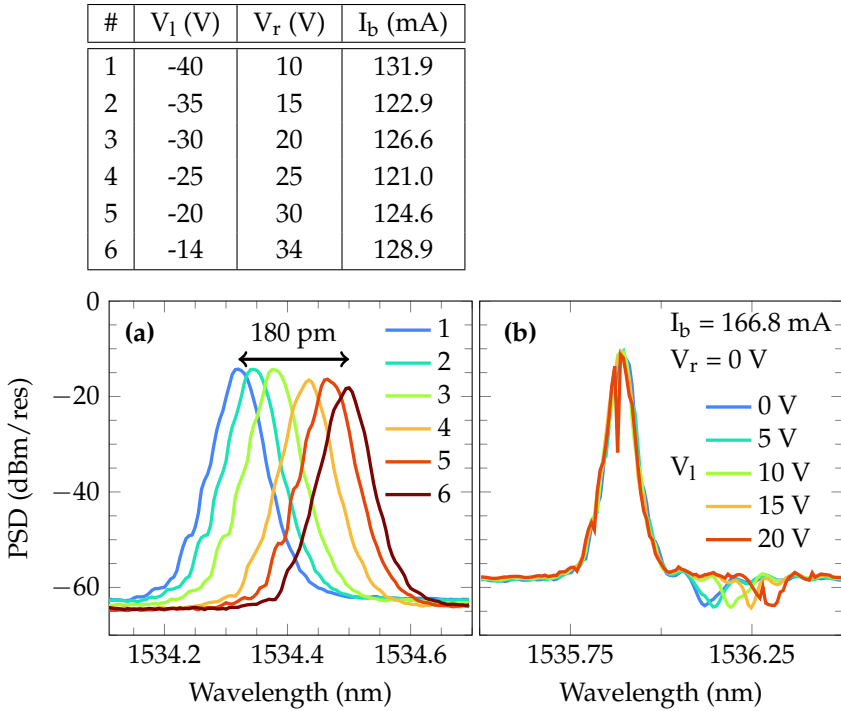 # V_l (V) V_r (V) I_b (mA)
1 -40 10 131.9
2 -35 15 122.9
3 -30 20 126.6
4 -25 25 121.0
5 -20 30 124.6
6 -14 34 128.9
0
−20
−40
−60
PSD (dBm/res)
(a)
180 pm
1
2
3
4
5
6
1534.2 1534.4 1534.6
Wavelength (nm)
(b)
I_b = 166.8 mA
V_r = 0 V
V_l
0 V
5 V
10 V
15 V
20 V
1535.75 1536.25
Wavelength (nm)